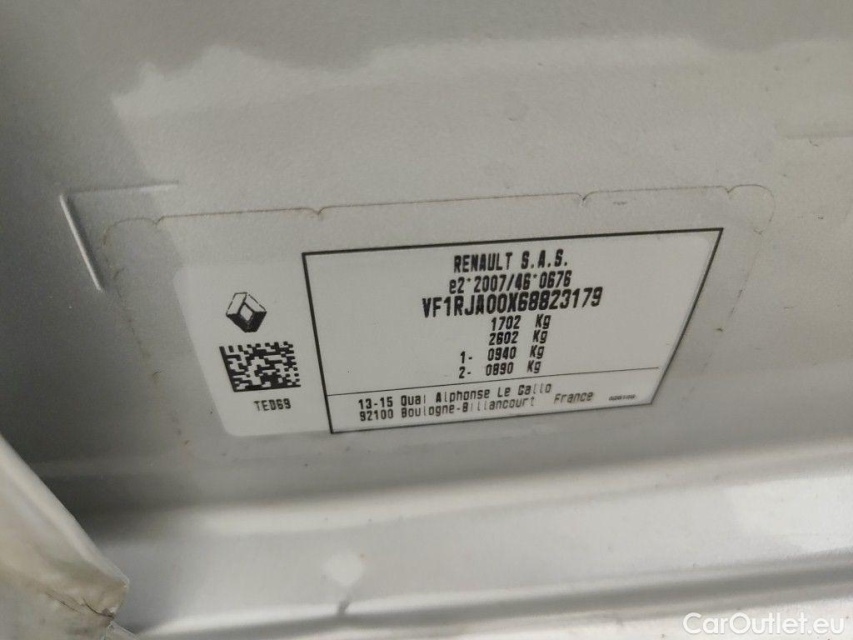 RENAULT S.A.S.
e2*2007/46*0676
VF1RJA00X68823179
1702 Kg
2602 Kg
1- 0940 Kg
2- 0890 Kg
TED69
13-15 Quai Alphonse Le Gallo
92100 Boulogne-Billancourt France
CarOutlet.eu